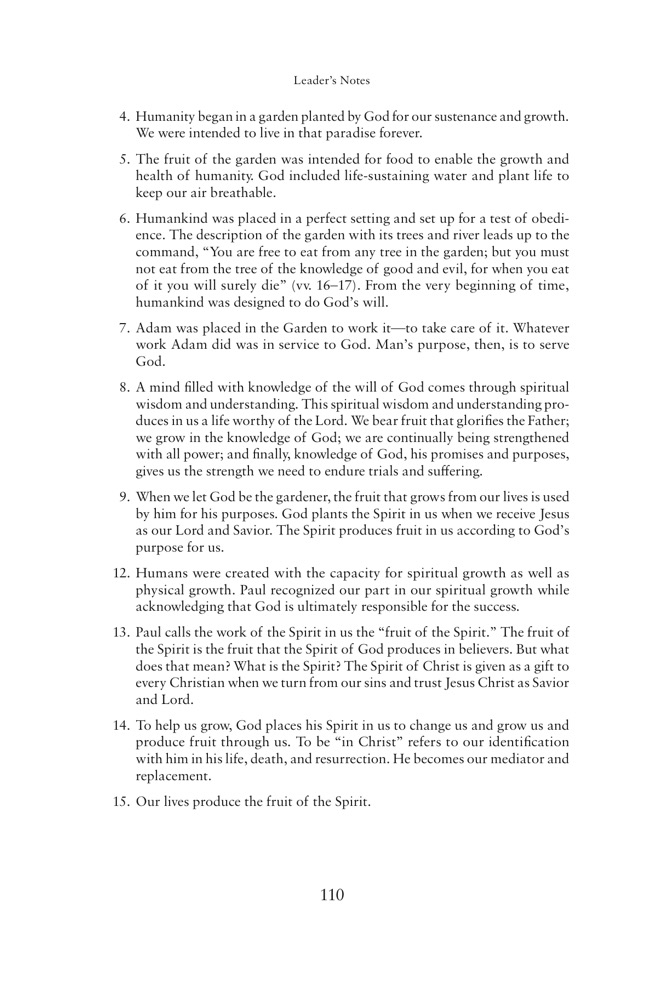 Leader’s Notes
4. Humanity began in a garden planted by God for our sustenance and growth.
We were intended to live in that paradise forever.
5. The fruit of the garden was intended for food to enable the growth and
health of humanity. God included life-sustaining water and plant life to
keep our air breathable.
6. Humankind was placed in a perfect setting and set up for a test of obedi-
ence. The description of the garden with its trees and river leads up to the
command, “You are free to eat from any tree in the garden; but you must
not eat from the tree of the knowledge of good and evil, for when you eat
of it you will surely die” (vv. 16–17). From the very beginning of time,
humankind was designed to do God’s will.
7. Adam was placed in the Garden to work it—to take care of it. Whatever
work Adam did was in service to God. Man’s purpose, then, is to serve
God.
8. A mind filled with knowledge of the will of God comes through spiritual
wisdom and understanding. This spiritual wisdom and understanding pro-
duces in us a life worthy of the Lord. We bear fruit that glorifies the Father;
we grow in the knowledge of God; we are continually being strengthened
with all power; and finally, knowledge of God, his promises and purposes,
gives us the strength we need to endure trials and suffering.
9. When we let God be the gardener, the fruit that grows from our lives is used
by him for his purposes. God plants the Spirit in us when we receive Jesus
as our Lord and Savior. The Spirit produces fruit in us according to God’s
purpose for us.
12. Humans were created with the capacity for spiritual growth as well as
physical growth. Paul recognized our part in our spiritual growth while
acknowledging that God is ultimately responsible for the success.
13. Paul calls the work of the Spirit in us the “fruit of the Spirit.” The fruit of
the Spirit is the fruit that the Spirit of God produces in believers. But what
does that mean? What is the Spirit? The Spirit of Christ is given as a gift to
every Christian when we turn from our sins and trust Jesus Christ as Savior
and Lord.
14. To help us grow, God places his Spirit in us to change us and grow us and
produce fruit through us. To be “in Christ” refers to our identification
with him in his life, death, and resurrection. He becomes our mediator and
replacement.
15. Our lives produce the fruit of the Spirit.
110